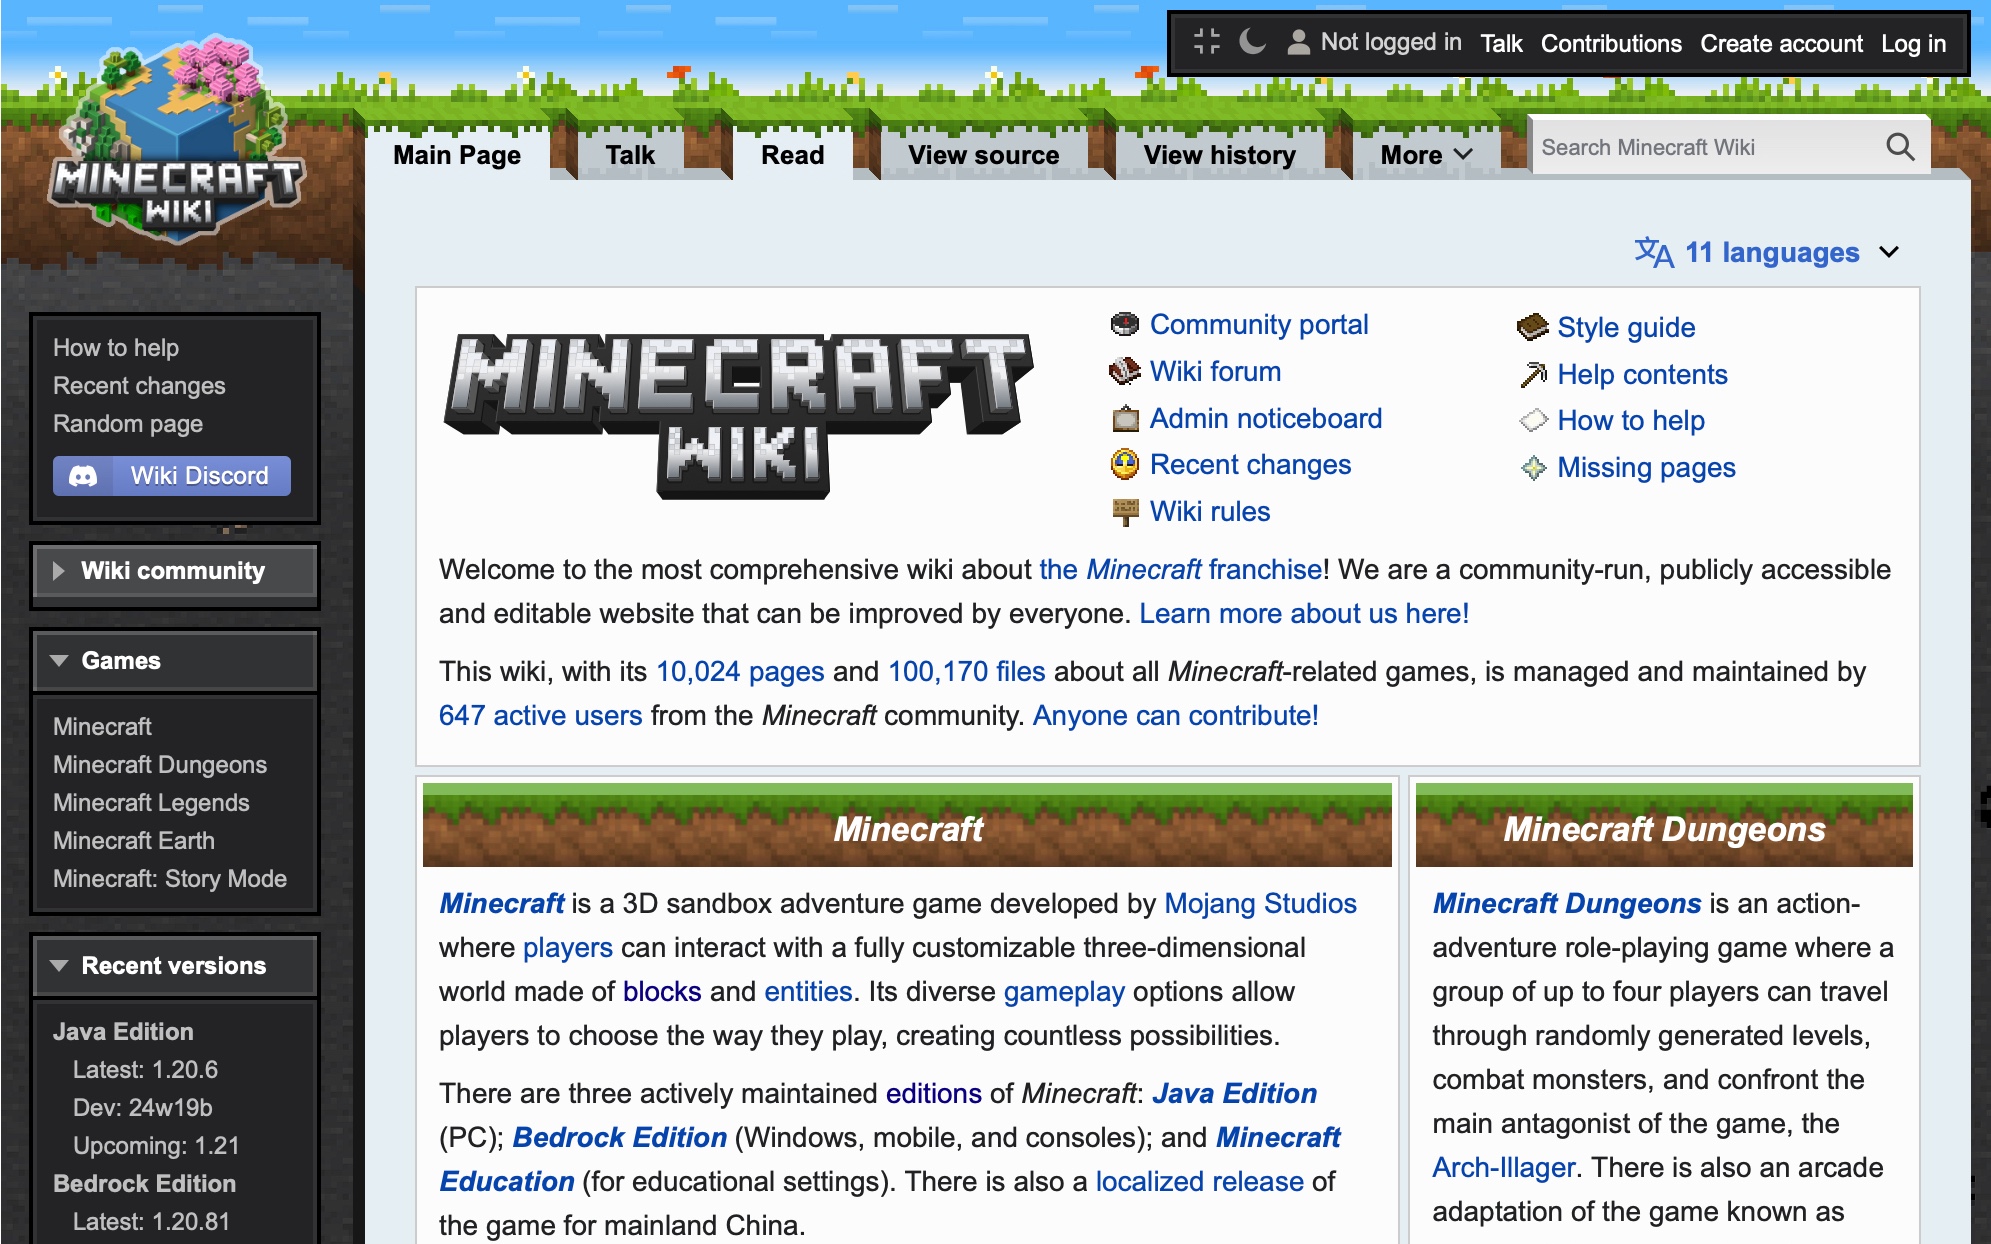 Not logged in Talk Contributions Create account Log in
MINECRAFT
WIKI
Main Page Talk Read View source View history More Search Minecraft Wiki
文A 11 languages
How to help
Recent changes
Random page
Wiki Discord
Wiki community
Games
Minecraft
Minecraft Dungeons
Minecraft Legends
Minecraft Earth
Minecraft: Story Mode
Recent versions
Java Edition
Latest: 1.20.6
Dev: 24w19b
Upcoming: 1.21
Bedrock Edition
Latest: 1.20.81
MINECRAFT
WIKI
Community portal
Wiki forum
Admin noticeboard
Recent changes
Wiki rules
Style guide
Help contents
How to help
Missing pages
Welcome to the most comprehensive wiki about the Minecraft franchise! We are a community-run, publicly accessible
and editable website that can be improved by everyone. Learn more about us here!
This wiki, with its 10,024 pages and 100,170 files about all Minecraft-related games, is managed and maintained by
647 active users from the Minecraft community. Anyone can contribute!
Minecraft
Minecraft is a 3D sandbox adventure game developed by Mojang Studios
where players can interact with a fully customizable three-dimensional
world made of blocks and entities. Its diverse gameplay options allow
players to choose the way they play, creating countless possibilities.
There are three actively maintained editions of Minecraft: Java Edition
(PC); Bedrock Edition (Windows, mobile, and consoles); and Minecraft
Education (for educational settings). There is also a localized release of
the game for mainland China.
Minecraft Dungeons
Minecraft Dungeons is an action-
adventure role-playing game where a
group of up to four players can travel
through randomly generated levels,
combat monsters, and confront the
main antagonist of the game, the
Arch-Illager. There is also an arcade
adaptation of the game known as